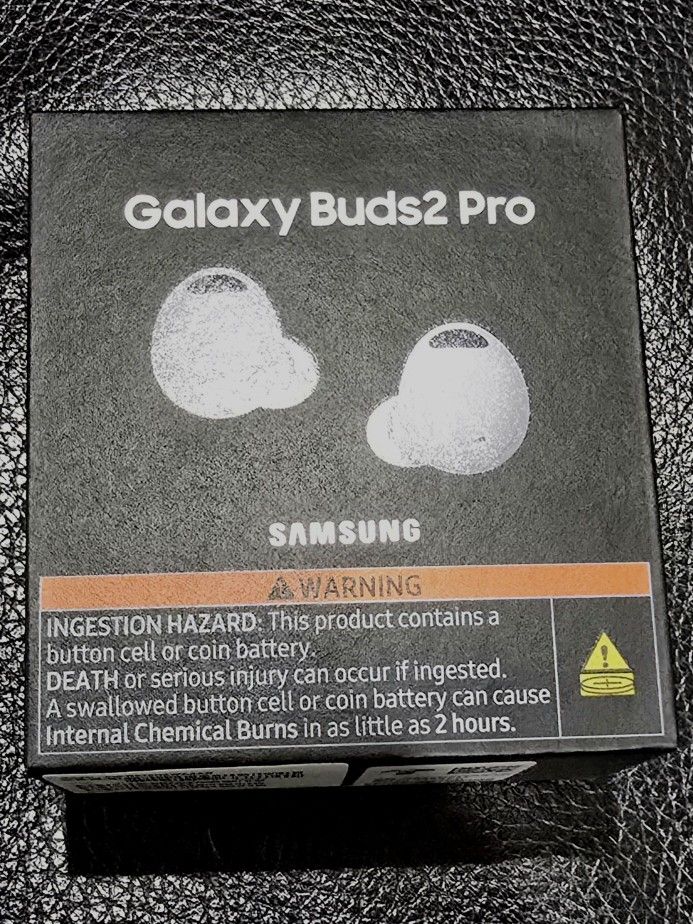 Galaxy Buds2 Pro
SAMSUNG
WARNING
INGESTION HAZARD: This product contains a
button cell or coin battery.
DEATH or serious injury can occur if ingested.
A swallowed button cell or coin battery can cause
Internal Chemical Burns in as little as 2 hours.